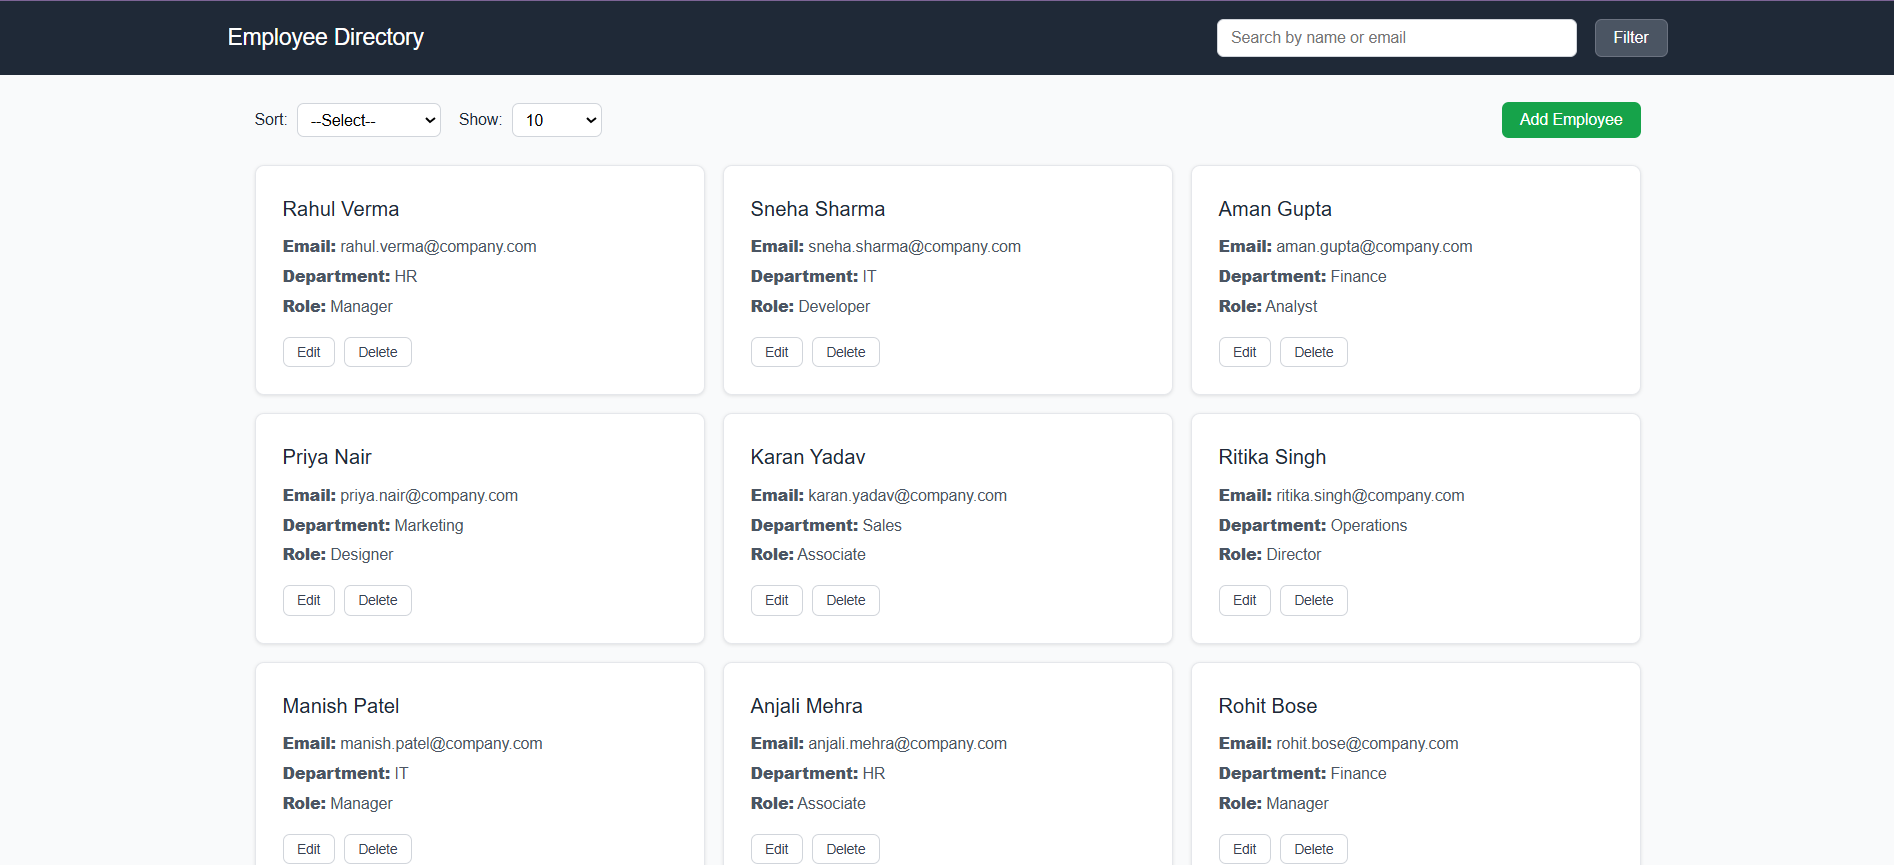 Employee Directory
Search by name or email
Filter
Sort: --Select-- Show: 10
Add Employee
Rahul Verma
Email: rahul.verma@company.com
Department: HR
Role: Manager
Edit Delete
Sneha Sharma
Email: sneha.sharma@company.com
Department: IT
Role: Developer
Edit Delete
Aman Gupta
Email: aman.gupta@company.com
Department: Finance
Role: Analyst
Edit Delete
Priya Nair
Email: priya.nair@company.com
Department: Marketing
Role: Designer
Edit Delete
Karan Yadav
Email: karan.yadav@company.com
Department: Sales
Role: Associate
Edit Delete
Ritika Singh
Email: ritika.singh@company.com
Department: Operations
Role: Director
Edit Delete
Manish Patel
Email: manish.patel@company.com
Department: IT
Role: Manager
Edit Delete
Anjali Mehra
Email: anjali.mehra@company.com
Department: HR
Role: Associate
Edit Delete
Rohit Bose
Email: rohit.bose@company.com
Department: Finance
Role: Manager
Edit Delete